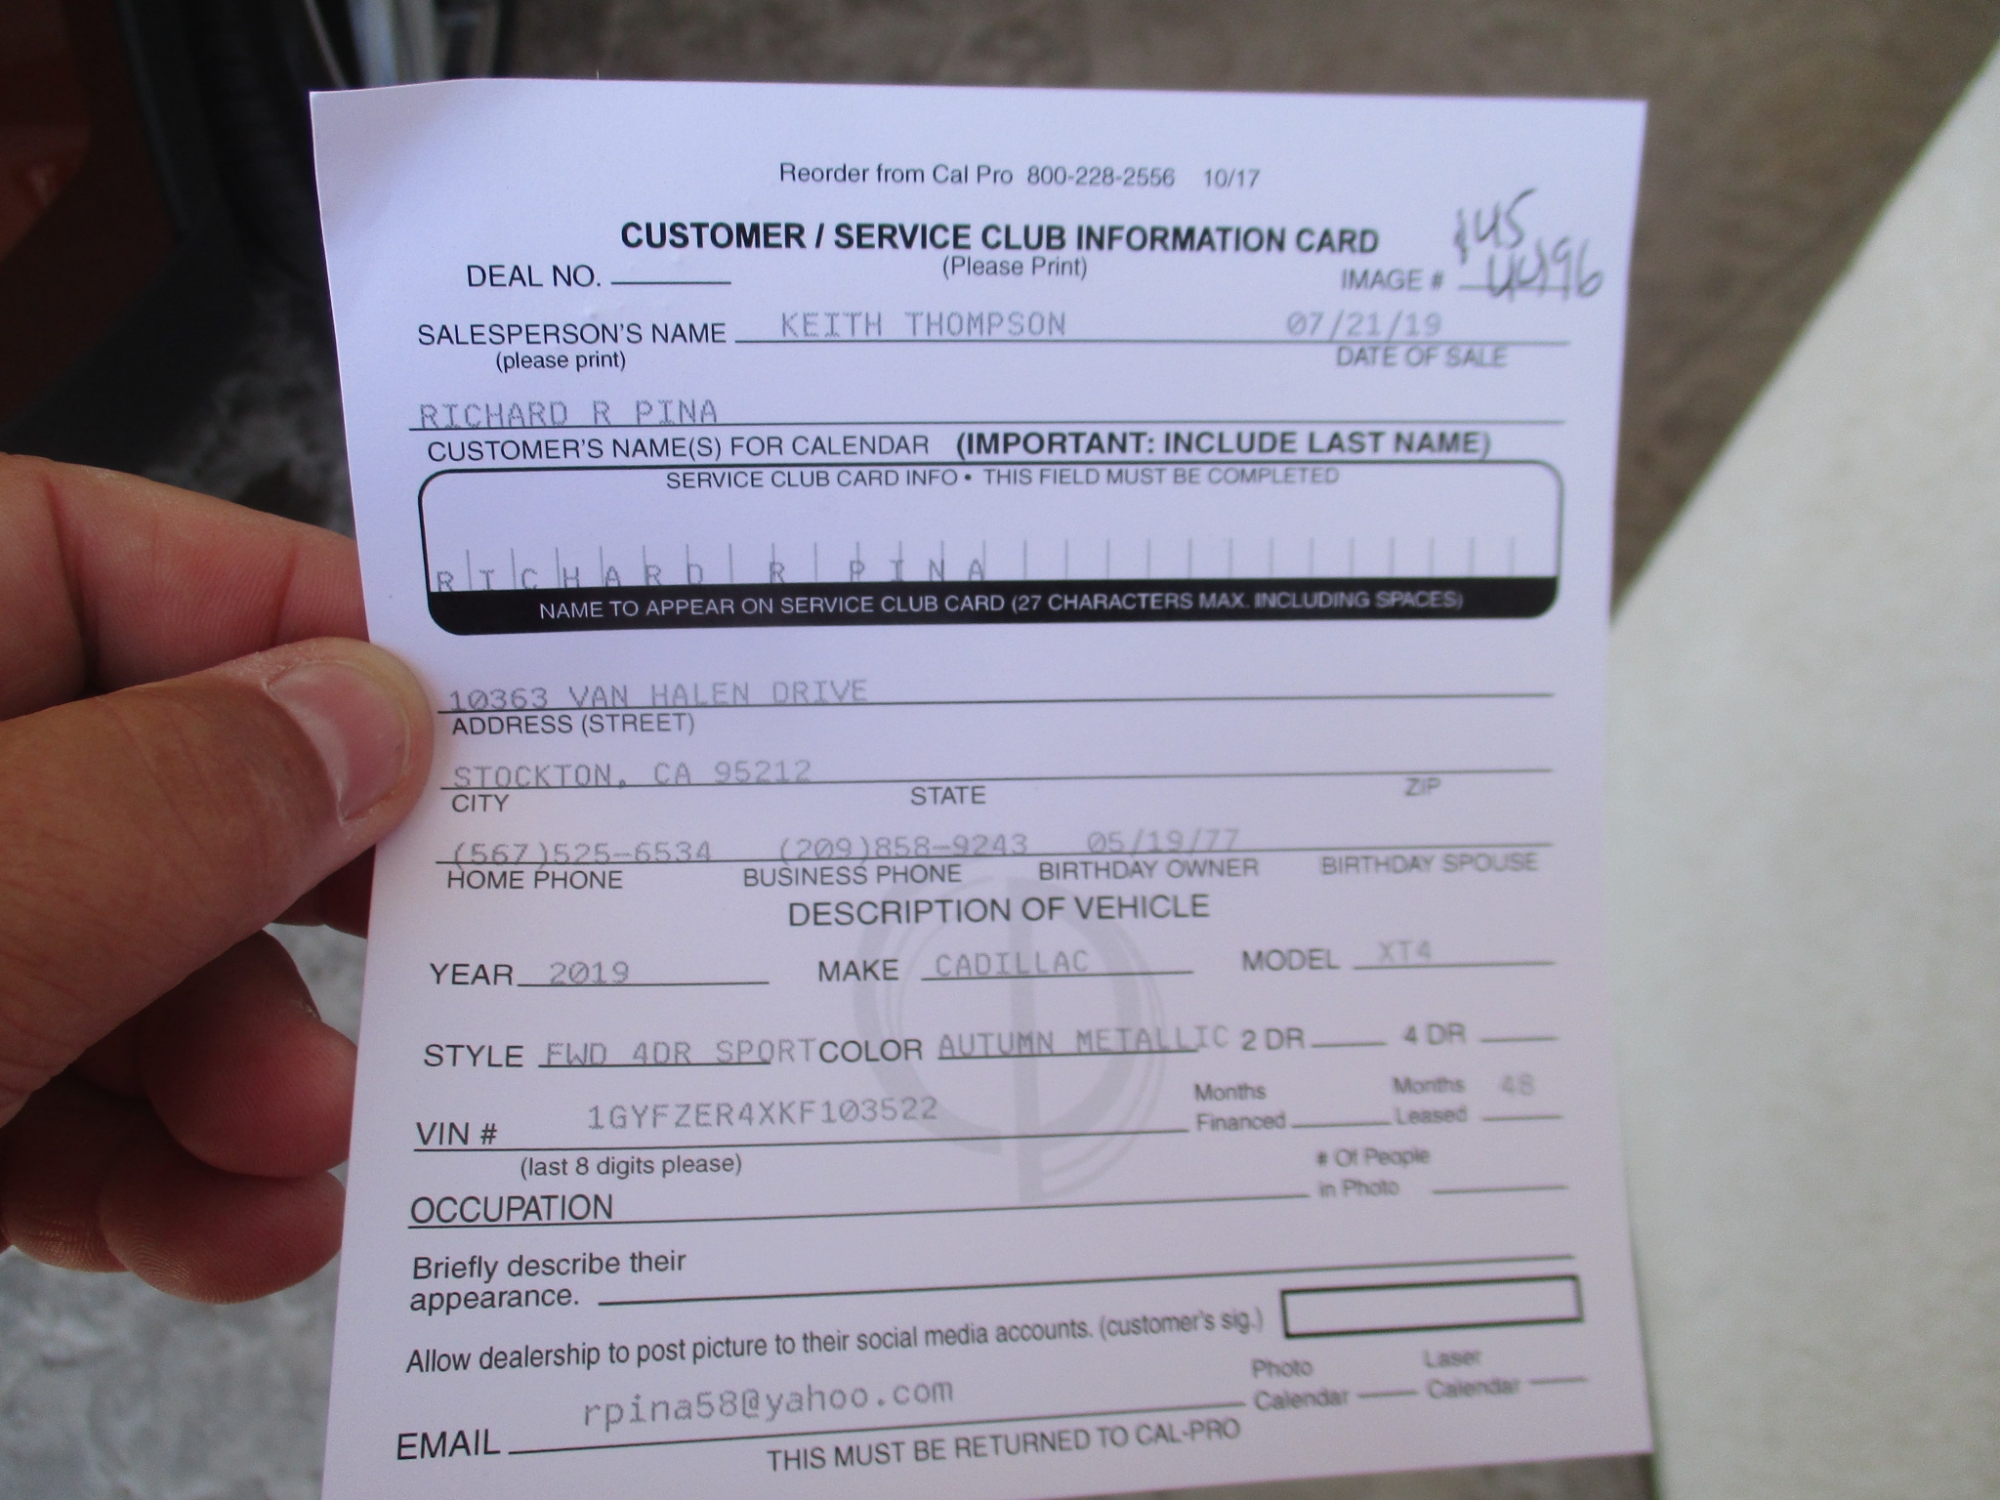 Reorder from Cal Pro 800-228-2556 10/17
CUSTOMER / SERVICE CLUB INFORMATION CARD
(Please Print)
DEAL NO. IMAGE #
SALESPERSON'S NAME KEITH THOMPSON 07/21/19
(please print) DATE OF SALE
RICHARD R PINA
CUSTOMER'S NAME(S) FOR CALENDAR (IMPORTANT: INCLUDE LAST NAME)
SERVICE CLUB CARD INFO • THIS FIELD MUST BE COMPLETED
RICHARD R PINA
NAME TO APPEAR ON SERVICE CLUB CARD (27 CHARACTERS MAX. INCLUDING SPACES)
10363 VAN HALEN DRIVE
ADDRESS (STREET)
STOCKTON, CA 95212
CITY STATE ZIP
(567)525-6534 (209)858-9243 05/19/77
HOME PHONE BUSINESS PHONE BIRTHDAY OWNER BIRTHDAY SPOUSE
DESCRIPTION OF VEHICLE
YEAR 2019 MAKE CADILLAC MODEL XT4
STYLE FWD 4DR SPORT COLOR AUTUMN METALLIC 2 DR 4 DR
Months Months 48
VIN # 1GYFZER4XKF103522 Financed Leased
(last 8 digits please) # Of People
OCCUPATION in Photo
Briefly describe their
appearance.
Allow dealership to post picture to their social media accounts. (customer's sig.)
Photo Laser
EMAIL rpina58@yahoo.com Calendar Calendar
THIS MUST BE RETURNED TO CAL-PRO